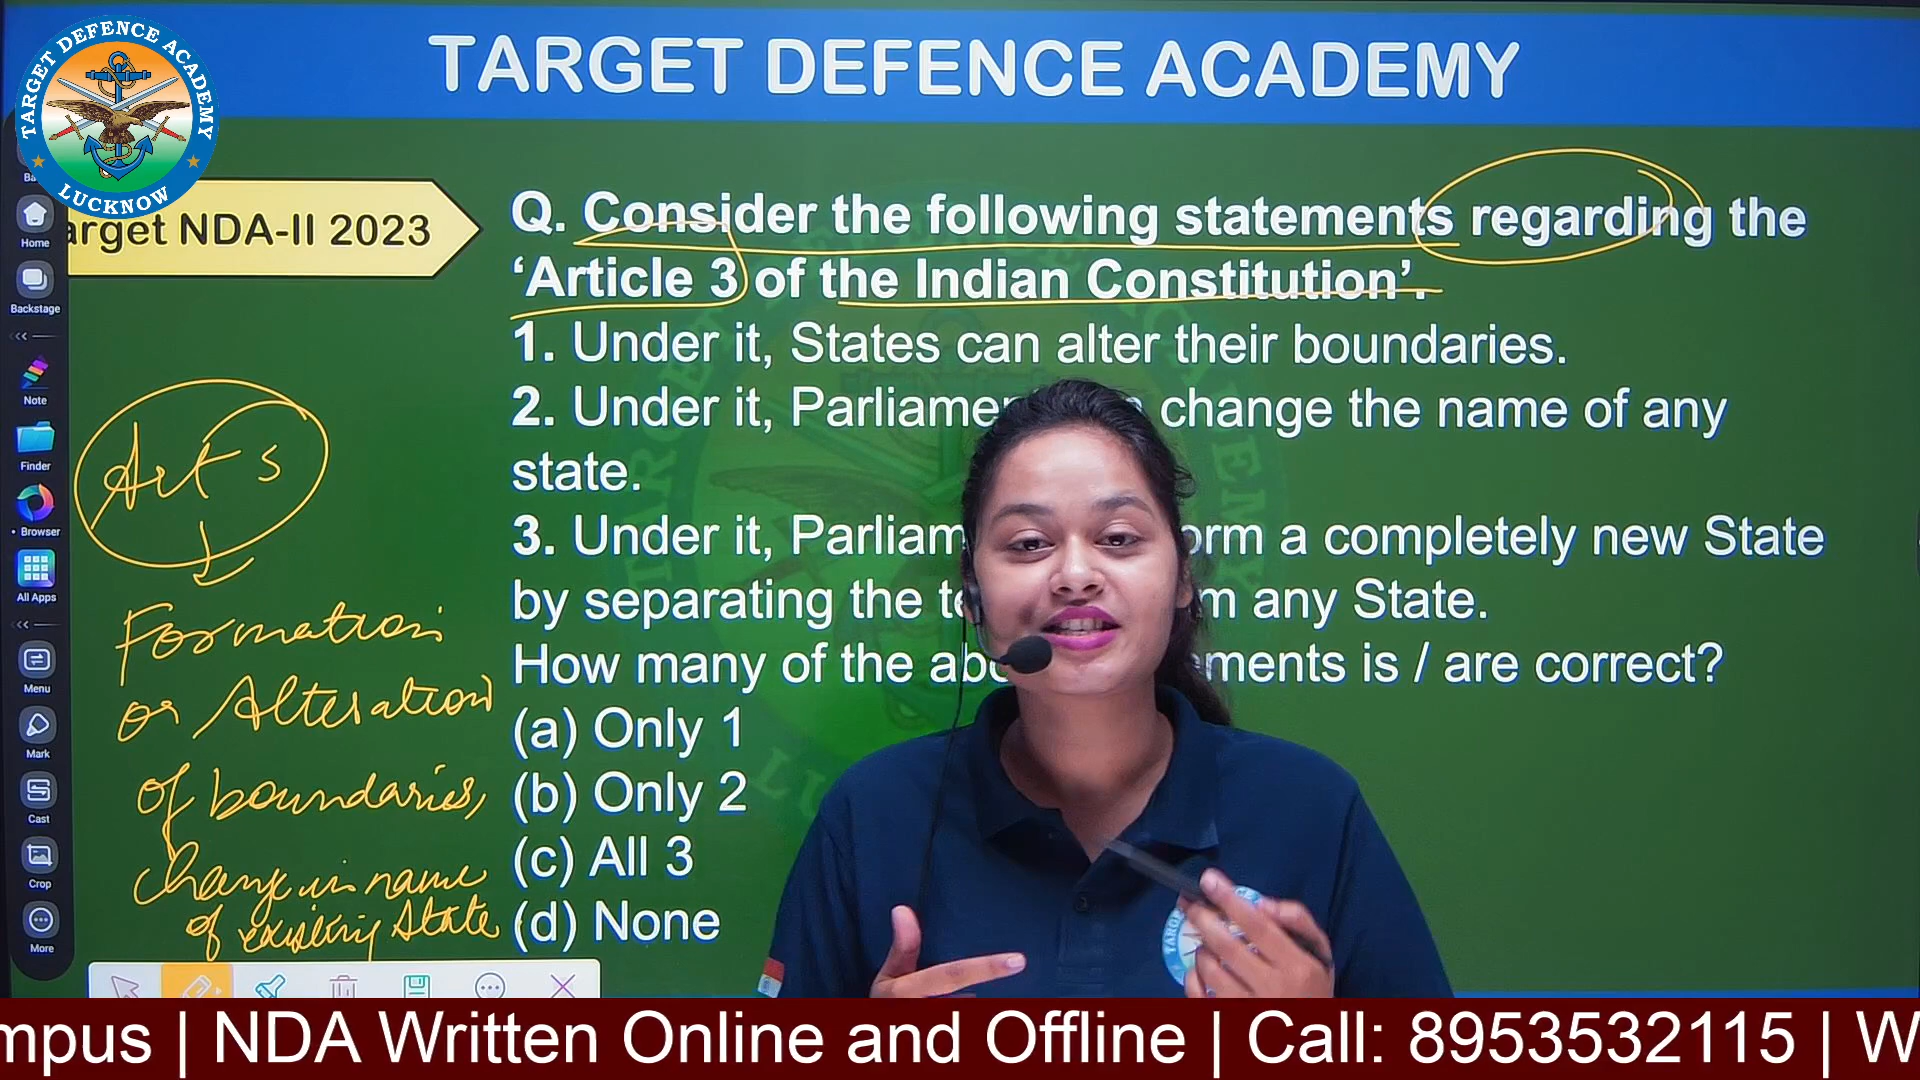 TARGET DEFENCE ACADEMY
TARGET DEFENCE ACADEMY
LUCKNOW
arget NDA-II 2023
Q. Consider the following statements regarding the
‘Article 3 of the Indian Constitution’.
1. Under it, States can alter their boundaries.
2. Under it, Parliame change the name of any
state.
3. Under it, Parliam orm a completely new State
by separating the te m any State.
How many of the abo ments is / are correct?
(a) Only 1
(b) Only 2
(c) All 3
(d) None
Art 3
Formation
or Alteration
of boundaries,
Change in name
of existing State
Ba
Home
Backstage
Note
Finder
• Browser
All Apps
Menu
Mark
Cast
Crop
More
mpus | NDA Written Online and Offline | Call: 8953532115 | W